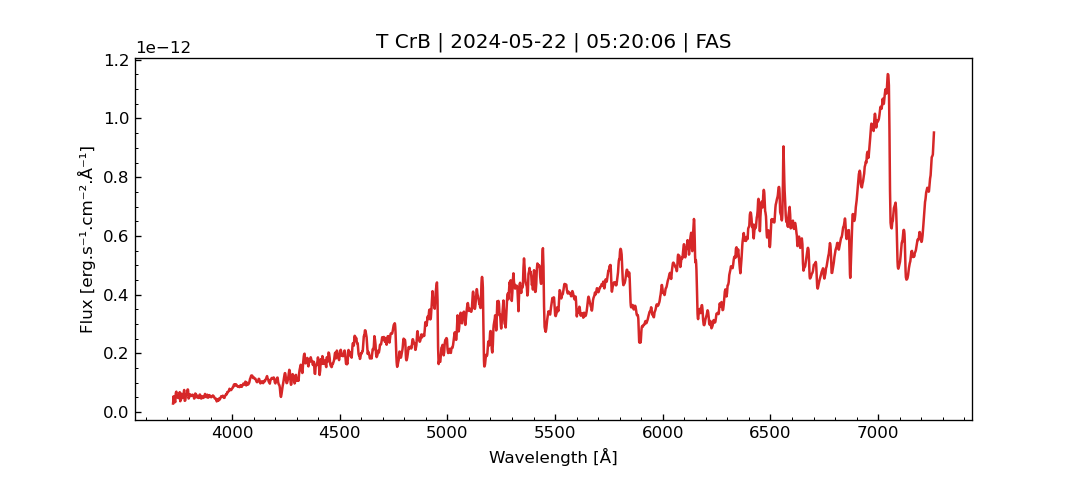 T CrB | 2024-05-22 | 05:20:06 | FAS
1e−12
1.2
1.0
0.8
0.6
0.4
0.2
0.0
Flux [erg.s⁻¹.cm⁻².Å⁻¹]
4000 4500 5000 5500 6000 6500 7000
Wavelength [Å]